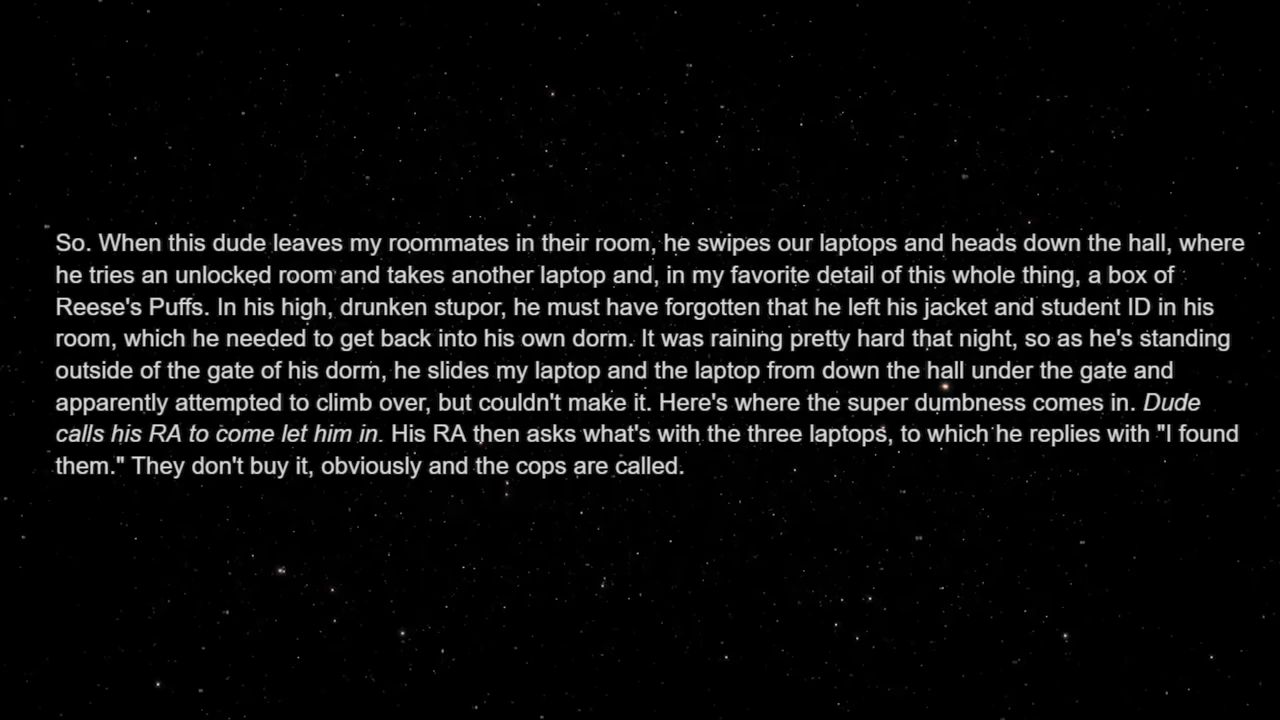 So. When this dude leaves my roommates in their room, he swipes our laptops and heads down the hall, where
he tries an unlocked room and takes another laptop and, in my favorite detail of this whole thing, a box of
Reese's Puffs. In his high, drunken stupor, he must have forgotten that he left his jacket and student ID in his
room, which he needed to get back into his own dorm. It was raining pretty hard that night, so as he's standing
outside of the gate of his dorm, he slides my laptop and the laptop from down the hall under the gate and
apparently attempted to climb over, but couldn't make it. Here's where the super dumbness comes in. Dude
calls his RA to come let him in. His RA then asks what's with the three laptops, to which he replies with "I found
them." They don't buy it, obviously and the cops are called.